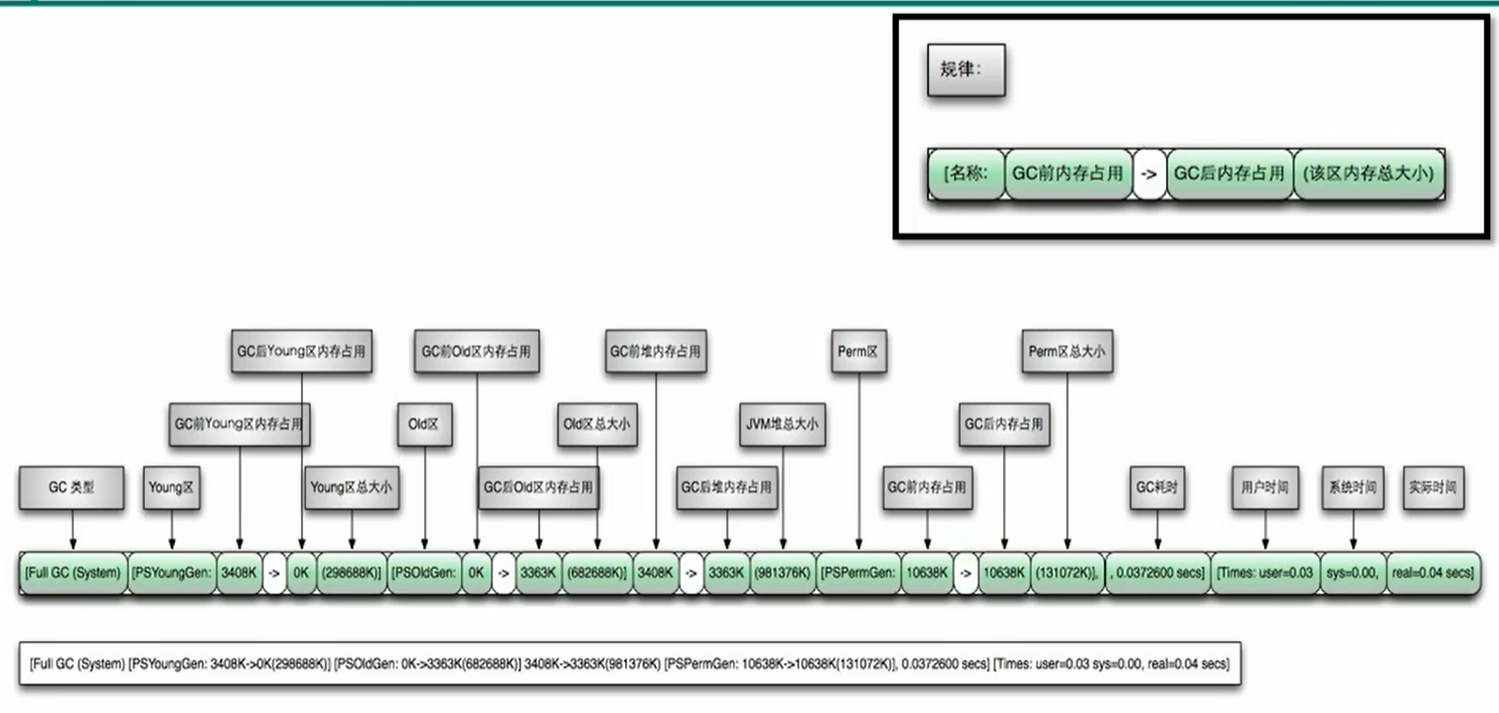 规律:
[名称: GC前内存占用 -> GC后内存占用 (该区内存总大小)
GC后Young区内存占用 GC前Old区内存占用 GC前堆内存占用 Perm区 Perm区总大小
GC前Young区内存占用 Old区 Old区总大小 JVM堆总大小 GC后内存占用
GC 类型 Young区 Young区总大小 GC后Old区内存占用 GC后堆内存占用 GC前内存占用 GC耗时 用户时间 系统时间 实际时间
[Full GC (System) [PSYoungGen: 3408K -> 0K (298688K)] [PSOldGen: 0K -> 3363K (682688K)] 3408K -> 3363K (981376K) [PSPermGen: 10638K -> 10638K (131072K)], , 0.0372600 secs] [Times: user=0.03 sys=0.00, real=0.04 secs]
[Full GC (System) [PSYoungGen: 3408K->0K(298688K)] [PSOldGen: 0K->3363K(682688K)] 3408K->3363K(981376K) [PSPermGen: 10638K->10638K(131072K)], 0.0372600 secs] [Times: user=0.03 sys=0.00, real=0.04 secs]